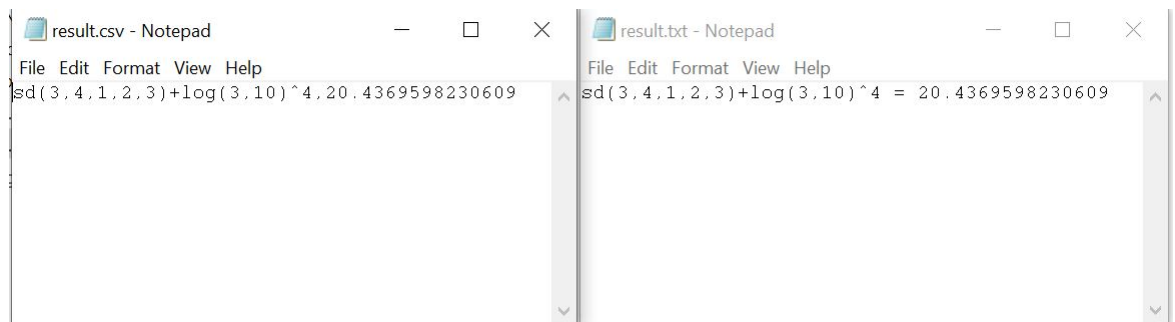 result.csv - Notepad
File Edit Format View Help
sd(3,4,1,2,3)+log(3,10)^4,20.4369598230609
result.txt - Notepad
File Edit Format View Help
sd(3,4,1,2,3)+log(3,10)^4 = 20.4369598230609